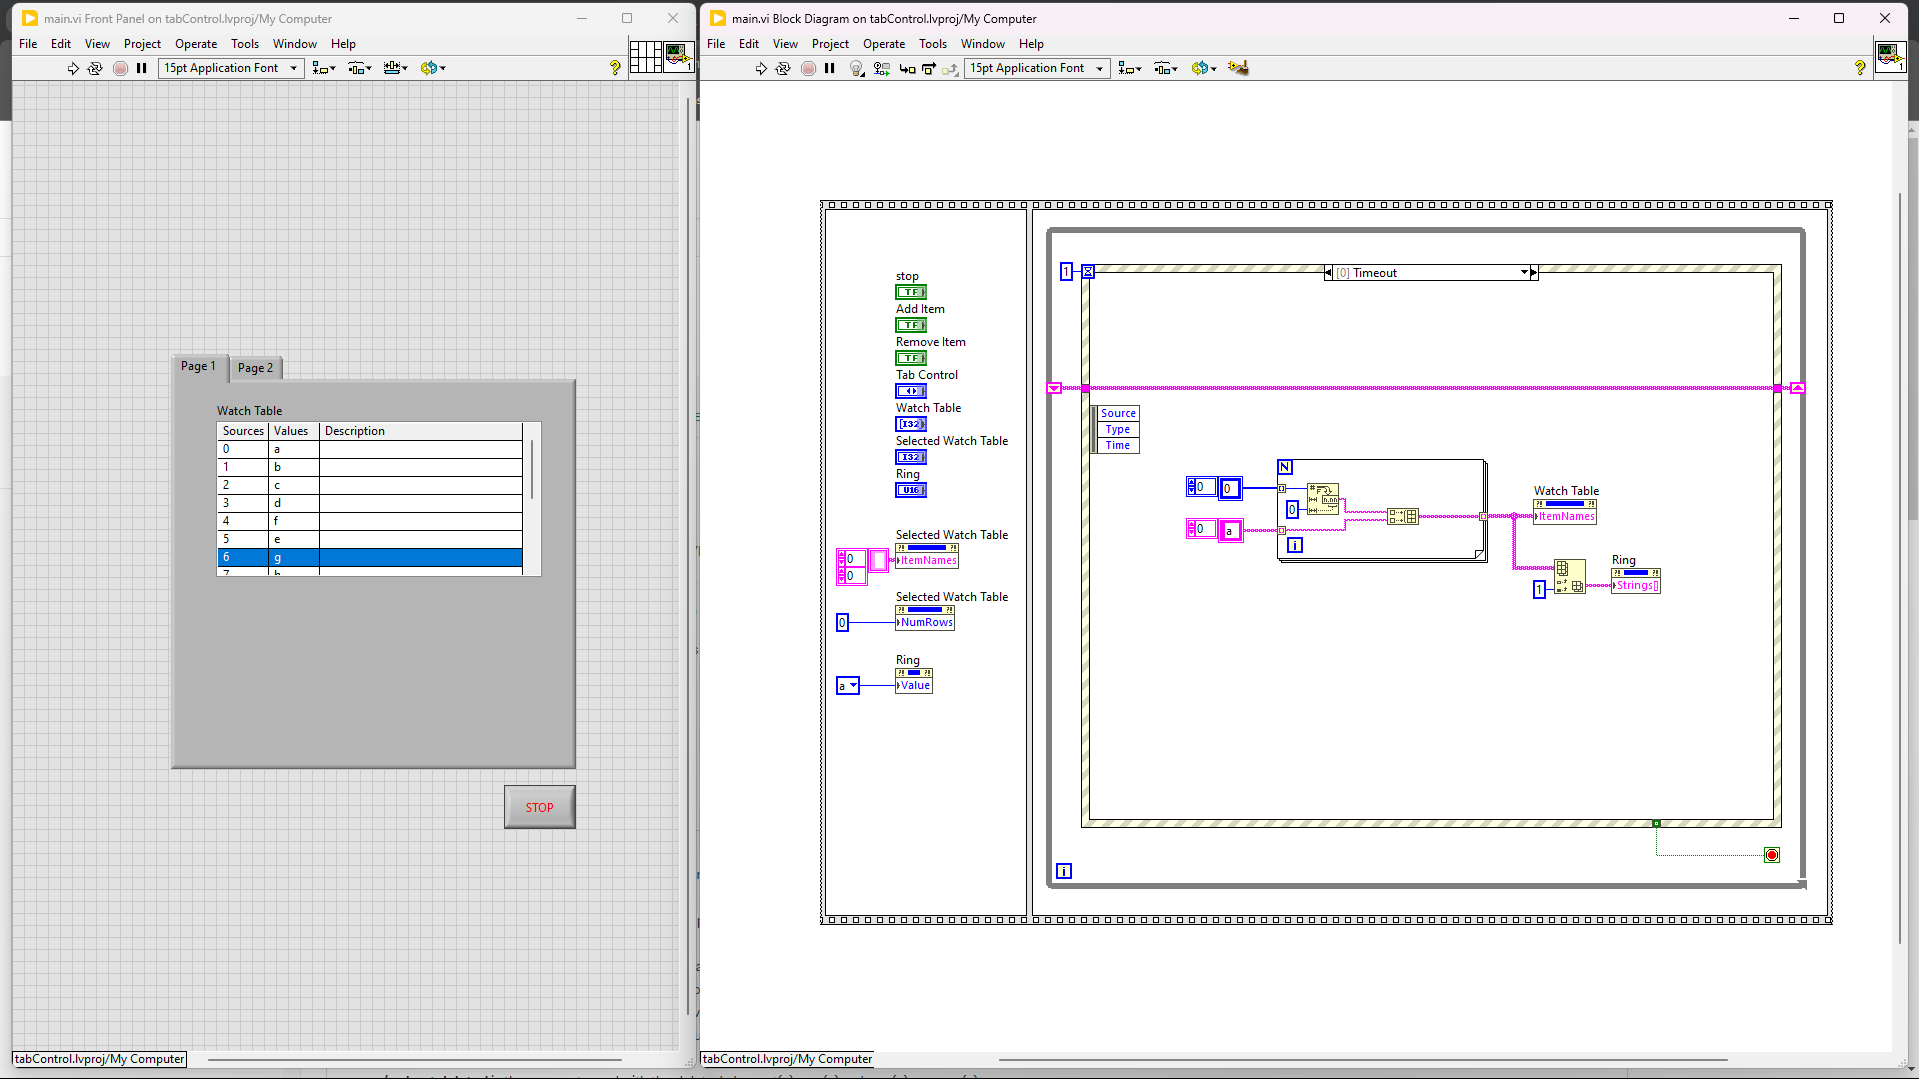 main.vi Front Panel on tabControl.lvproj/My Computer
File Edit View Project Operate Tools Window Help
15pt Application Font
1
Page 1
Page 2
Watch Table
Sources Values Description
0 a
1 b
2 c
3 d
4 f
5 e
6 g
7 h
STOP
tabControl.lvproj/My Computer
main.vi Block Diagram on tabControl.lvproj/My Computer
File Edit View Project Operate Tools Window Help
15pt Application Font
1
stop
TF
Add Item
TF
Remove Item
TF
Tab Control
Watch Table
[I32]
Selected Watch Table
I32
Ring
U16
Selected Watch Table
0
0
ItemNames
Selected Watch Table
0
NumRows
Ring
a
Value
1
[0] Timeout
Source
Type
Time
N
0
0
0
0
a
i
Watch Table
ItemNames
Ring
1
Strings[]
i
tabControl.lvproj/My Computer